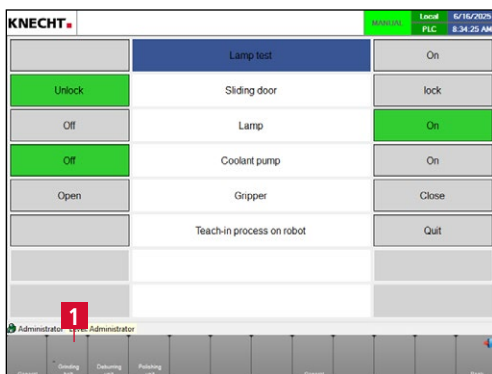 KNECHT
MANUAL
Local 6/16/2025
PLC 8:34:25 AM
Lamp test On
Unlock Sliding door lock
Off Lamp On
Off Coolant pump On
Open Gripper Close
Teach-in process on robot Quit
1
Administrator Administrator
Grinding
Deburring
Polishing